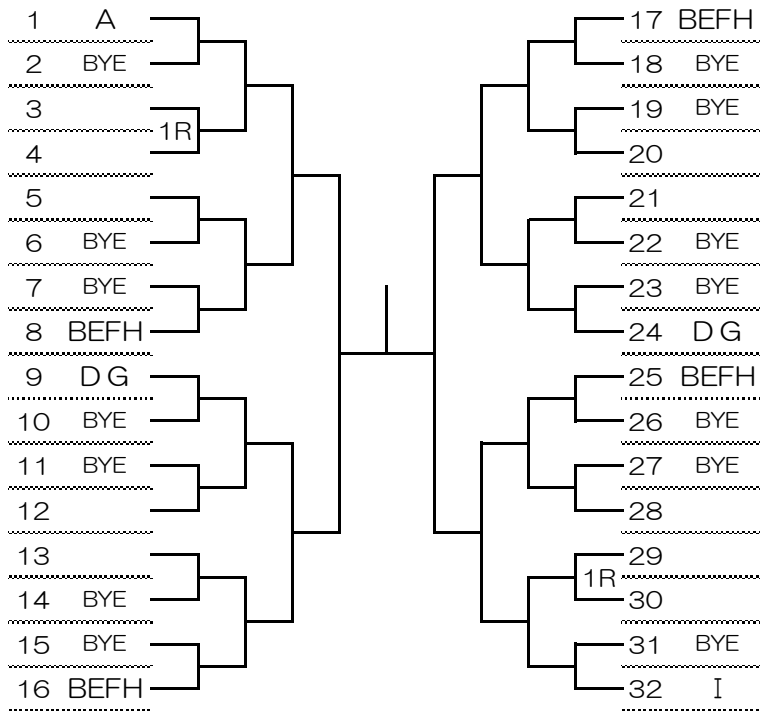 1 A
2 BYE
3
1R
4
5
6 BYE
7 BYE
8 BEFH
9 D G
10 BYE
11 BYE
12
13
14 BYE
15 BYE
16 BEFH
17 BEFH
18 BYE
19 BYE
20
21
22 BYE
23 BYE
24 D G
25 BEFH
26 BYE
27 BYE
28
29
1R
30
31 BYE
32 I